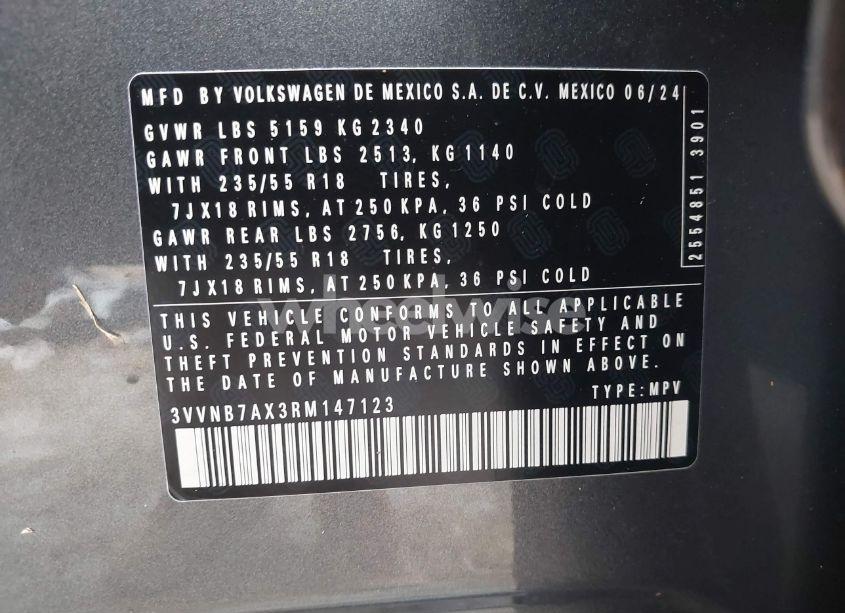 MFD BY VOLKSWAGEN DE MEXICO S.A. DE C.V. MEXICO 06/24
GVWR LBS 5159 KG 2340
GAWR FRONT LBS 2513, KG 1140
WITH 235/55 R18 TIRES,
7JX18 RIMS, AT 250 KPA, 36 PSI COLD
GAWR REAR LBS 2756, KG 1250
WITH 235/55 R18 TIRES,
7JX18 RIMS, AT 250 KPA, 36 PSI COLD
2554851 3901
THIS VEHICLE CONFORMS TO ALL APPLICABLE
U.S. FEDERAL MOTOR VEHICLE SAFETY AND
THEFT PREVENTION STANDARDS IN EFFECT ON
THE DATE OF MANUFACTURE SHOWN ABOVE.
TYPE: MPV
3VVNB7AX3RM147123
wheelwise